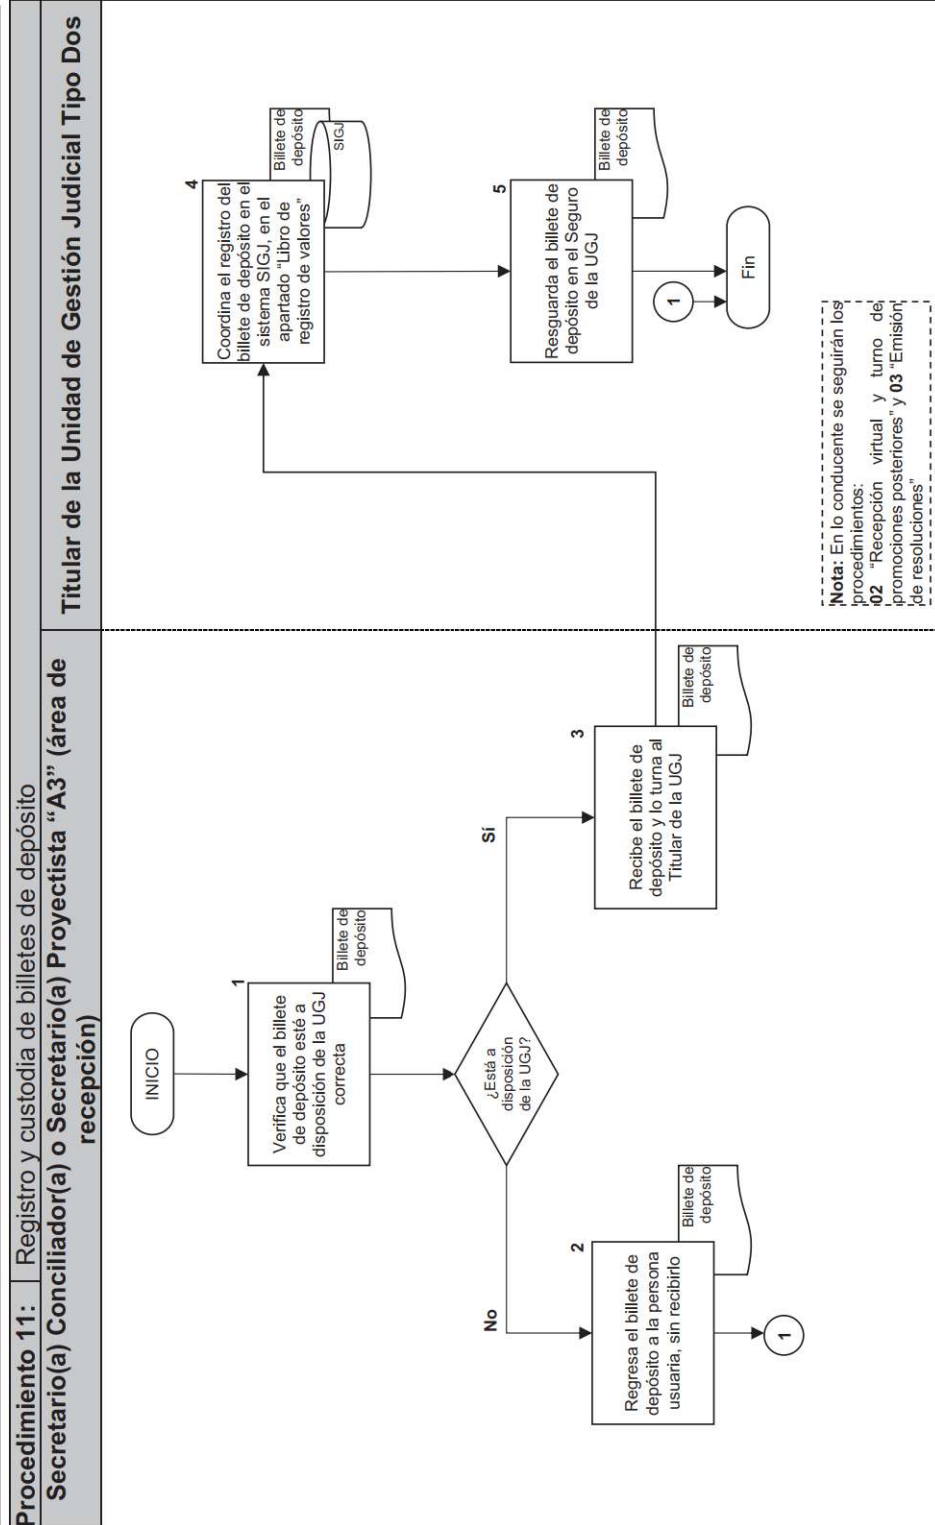 Procedimiento 11: Registro y custodia de billetes de depósito
Secretario(a) Conciliador(a) o Secretario(a) Proyectista “A3” (área de
recepción)
Titular de la Unidad de Gestión Judicial Tipo Dos
INICIO
1
Verifica que el billete
de depósito esté a
disposición de la UGJ
correcta
Billete de
depósito
¿Está a
disposición
de la UGJ?
No
Sí
2
Regresa el billete de
depósito a la persona
usuaria, sin recibirlo
Billete de
depósito
1
3
Recibe el billete de
depósito y lo turna al
Titular de la UGJ
Billete de
depósito
4
Coordina el registro del
billete de depósito en el
sistema SIGJ, en el
apartado “Libro de
registro de valores”
Billete de
depósito
SIGJ
5
Resguarda el billete de
depósito en el Seguro
de la UGJ
Billete de
depósito
1
Fin
Nota: En lo conducente se seguirán los
procedimientos:
02 “Recepción virtual y turno de
promociones posteriores” y 03 “Emisión
de resoluciones”